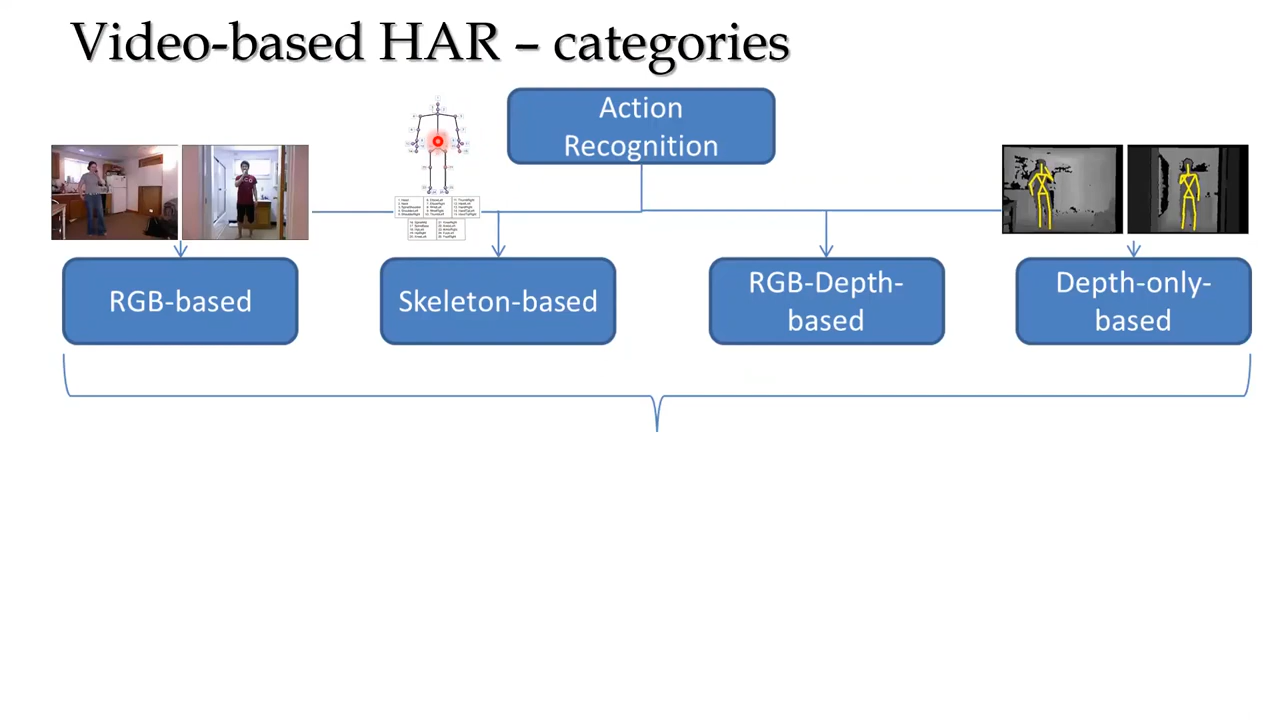 Video-based HAR – categories
Action
Recognition
RGB-based
Skeleton-based
RGB-Depth-
based
Depth-only-
based